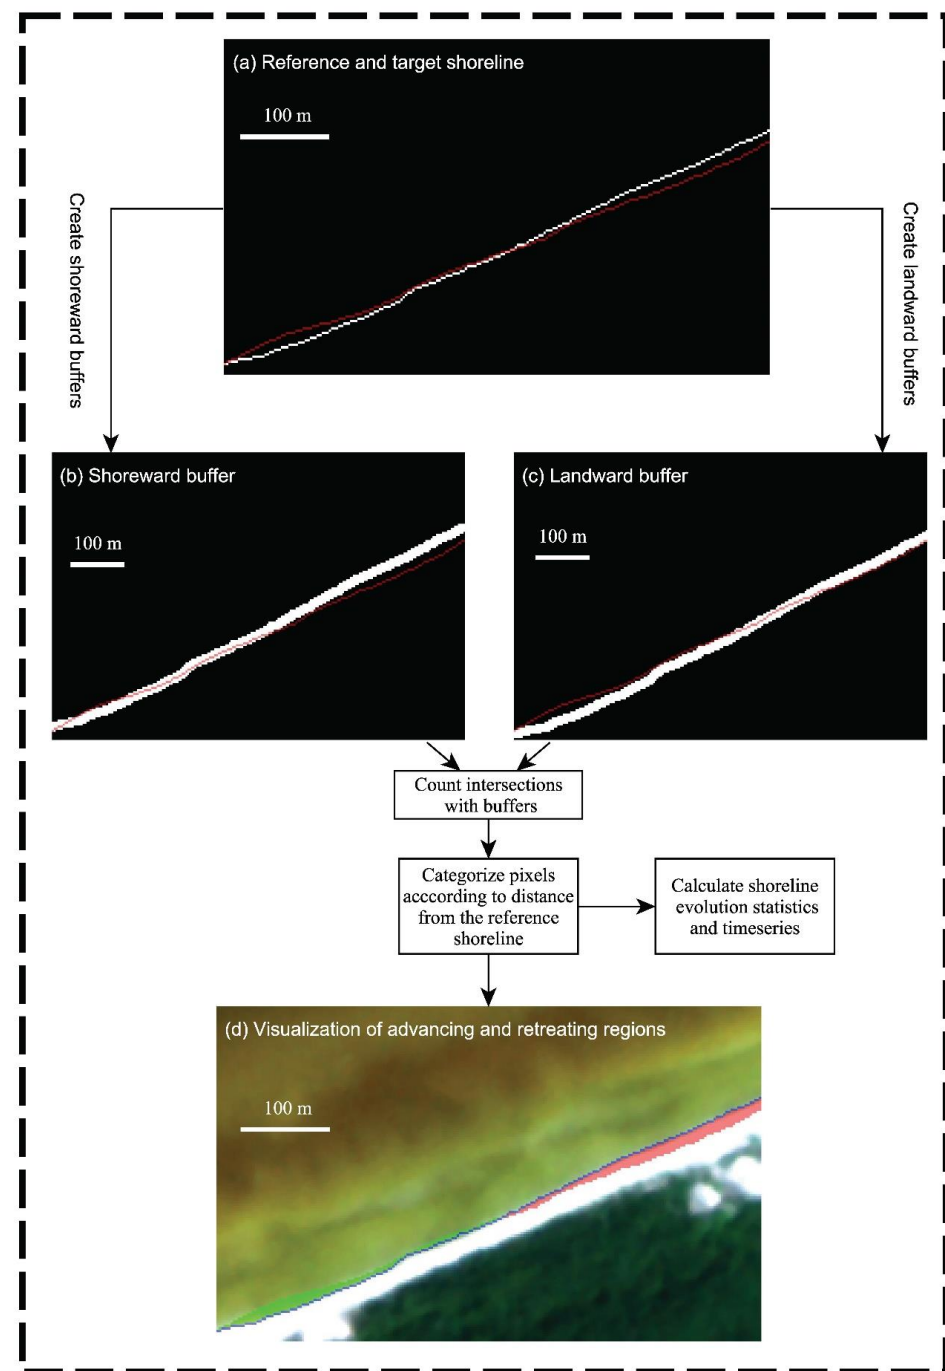 (a) Reference and target shoreline
100 m
Create shoreward buffers
Create landward buffers
(b) Shoreward buffer
100 m
(c) Landward buffer
100 m
Count intersections
with buffers
Categorize pixels
acccording to distance
from the reference
shoreline
Calculate shoreline
evolution statistics
and timeseries
(d) Visualization of advancing and retreating regions
100 m